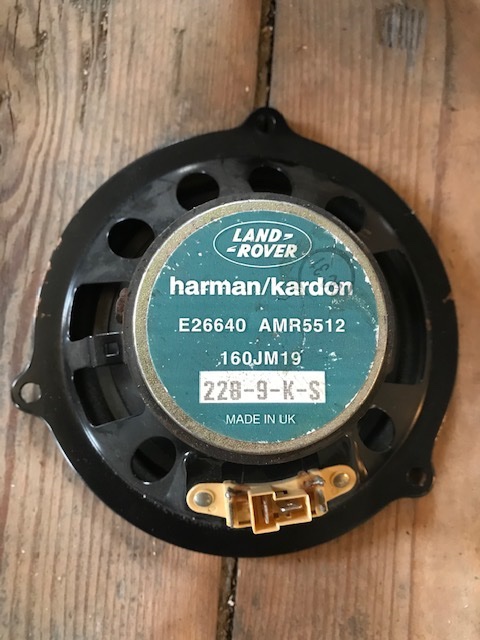 LAND-
-ROVER
harman/kardon
E26640 AMR5512
160JM19
228-9-K-S
MADE IN UK